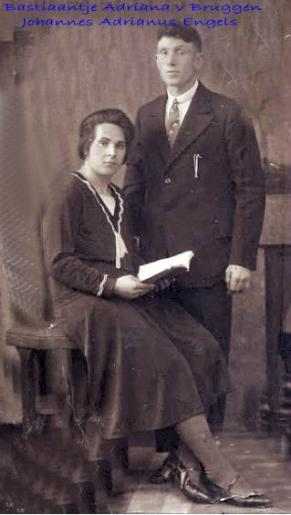 Bastiaantje Adriana v Bruggen
Johannes Adrianus Engels